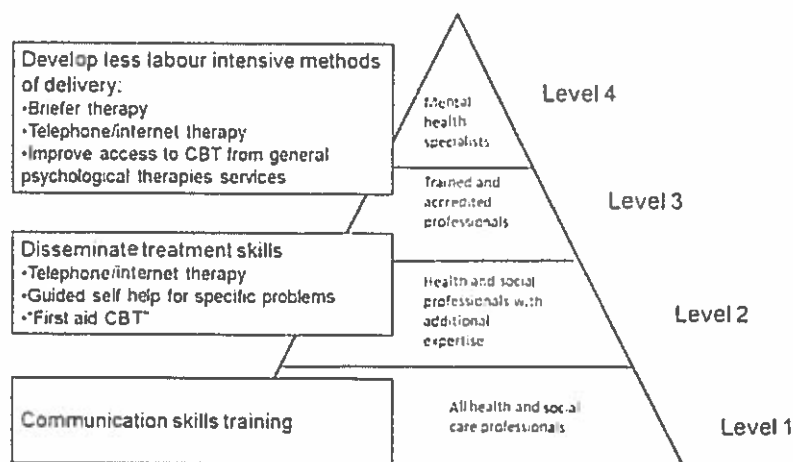 Develop less labour intensive methods
of delivery:
•Briefer therapy
•Telephone/internet therapy
•Improve access to CBT from general
psychological therapies services
Mental
health
specialists
Level 4
Trained and
accredited
professionals
Level 3
Disseminate treatment skills
•Telephone/internet therapy
•Guided self help for specific problems
•"First aid CBT"
Health and social
professionals with
additional
expertise
Level 2
Communication skills training
All health and social
care professionals
Level 1